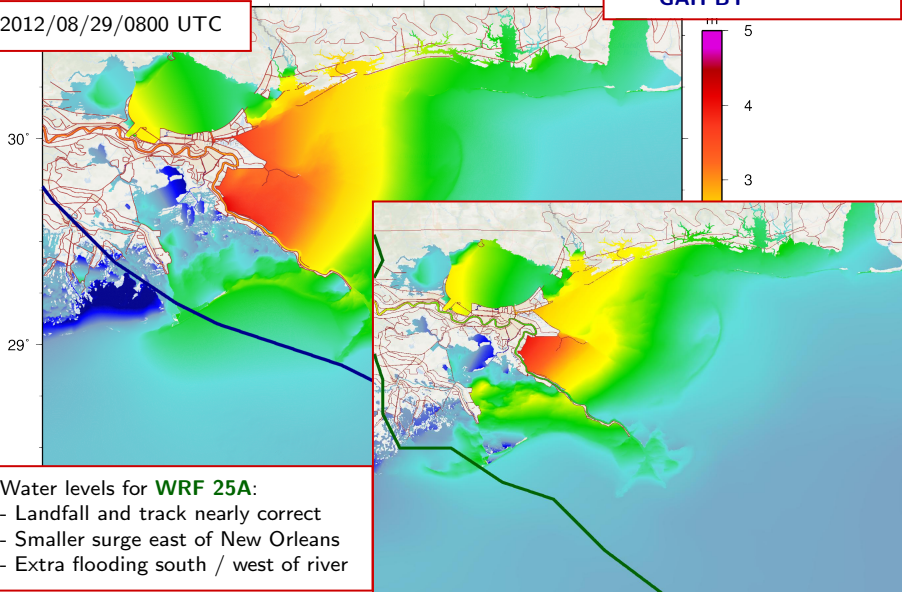 2012/08/29/0800 UTC
m
5
4
3
30°
29°
Water levels for WRF 25A:
- Landfall and track nearly correct
- Smaller surge east of New Orleans
- Extra flooding south / west of river